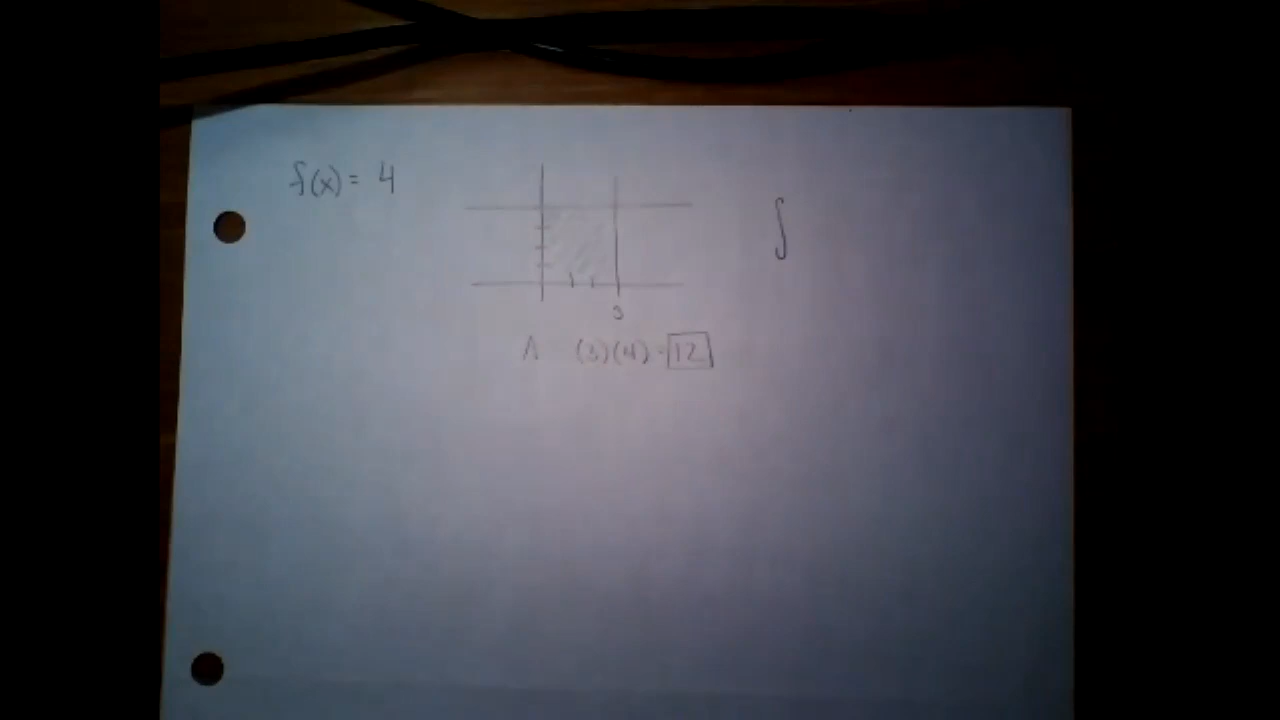 f(x) = 4
∫
3
A (3)(4) = 12